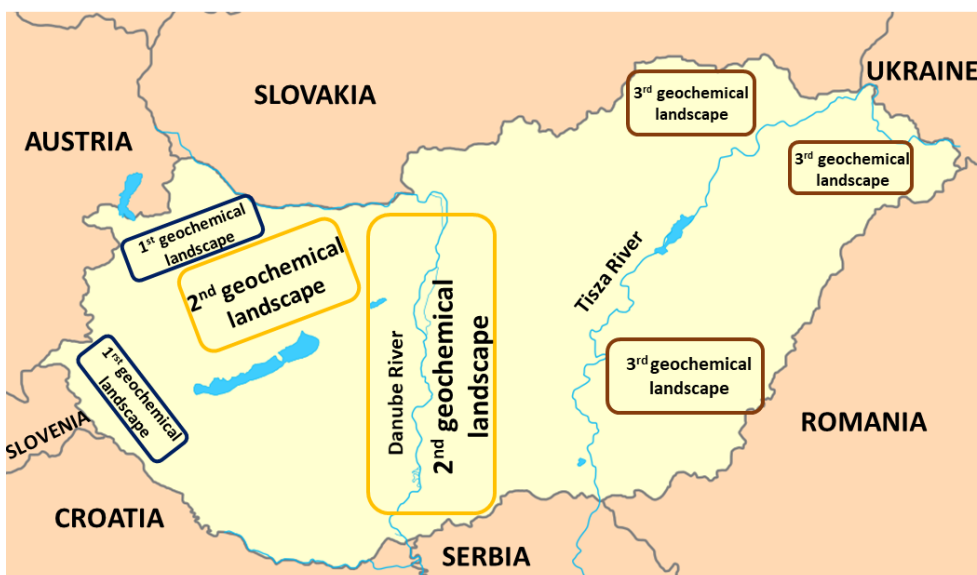 UKRAINE
SLOVAKIA
3rd geochemical
landscape
AUSTRIA
3rd geochemical
landscape
1st geochemical
landscape
2nd geochemical
landscape
Tisza River
Danube River
2nd geochemical
landscape
1rst geochemical
landscape
3rd geochemical
landscape
SLOVENIA
ROMANIA
CROATIA
SERBIA